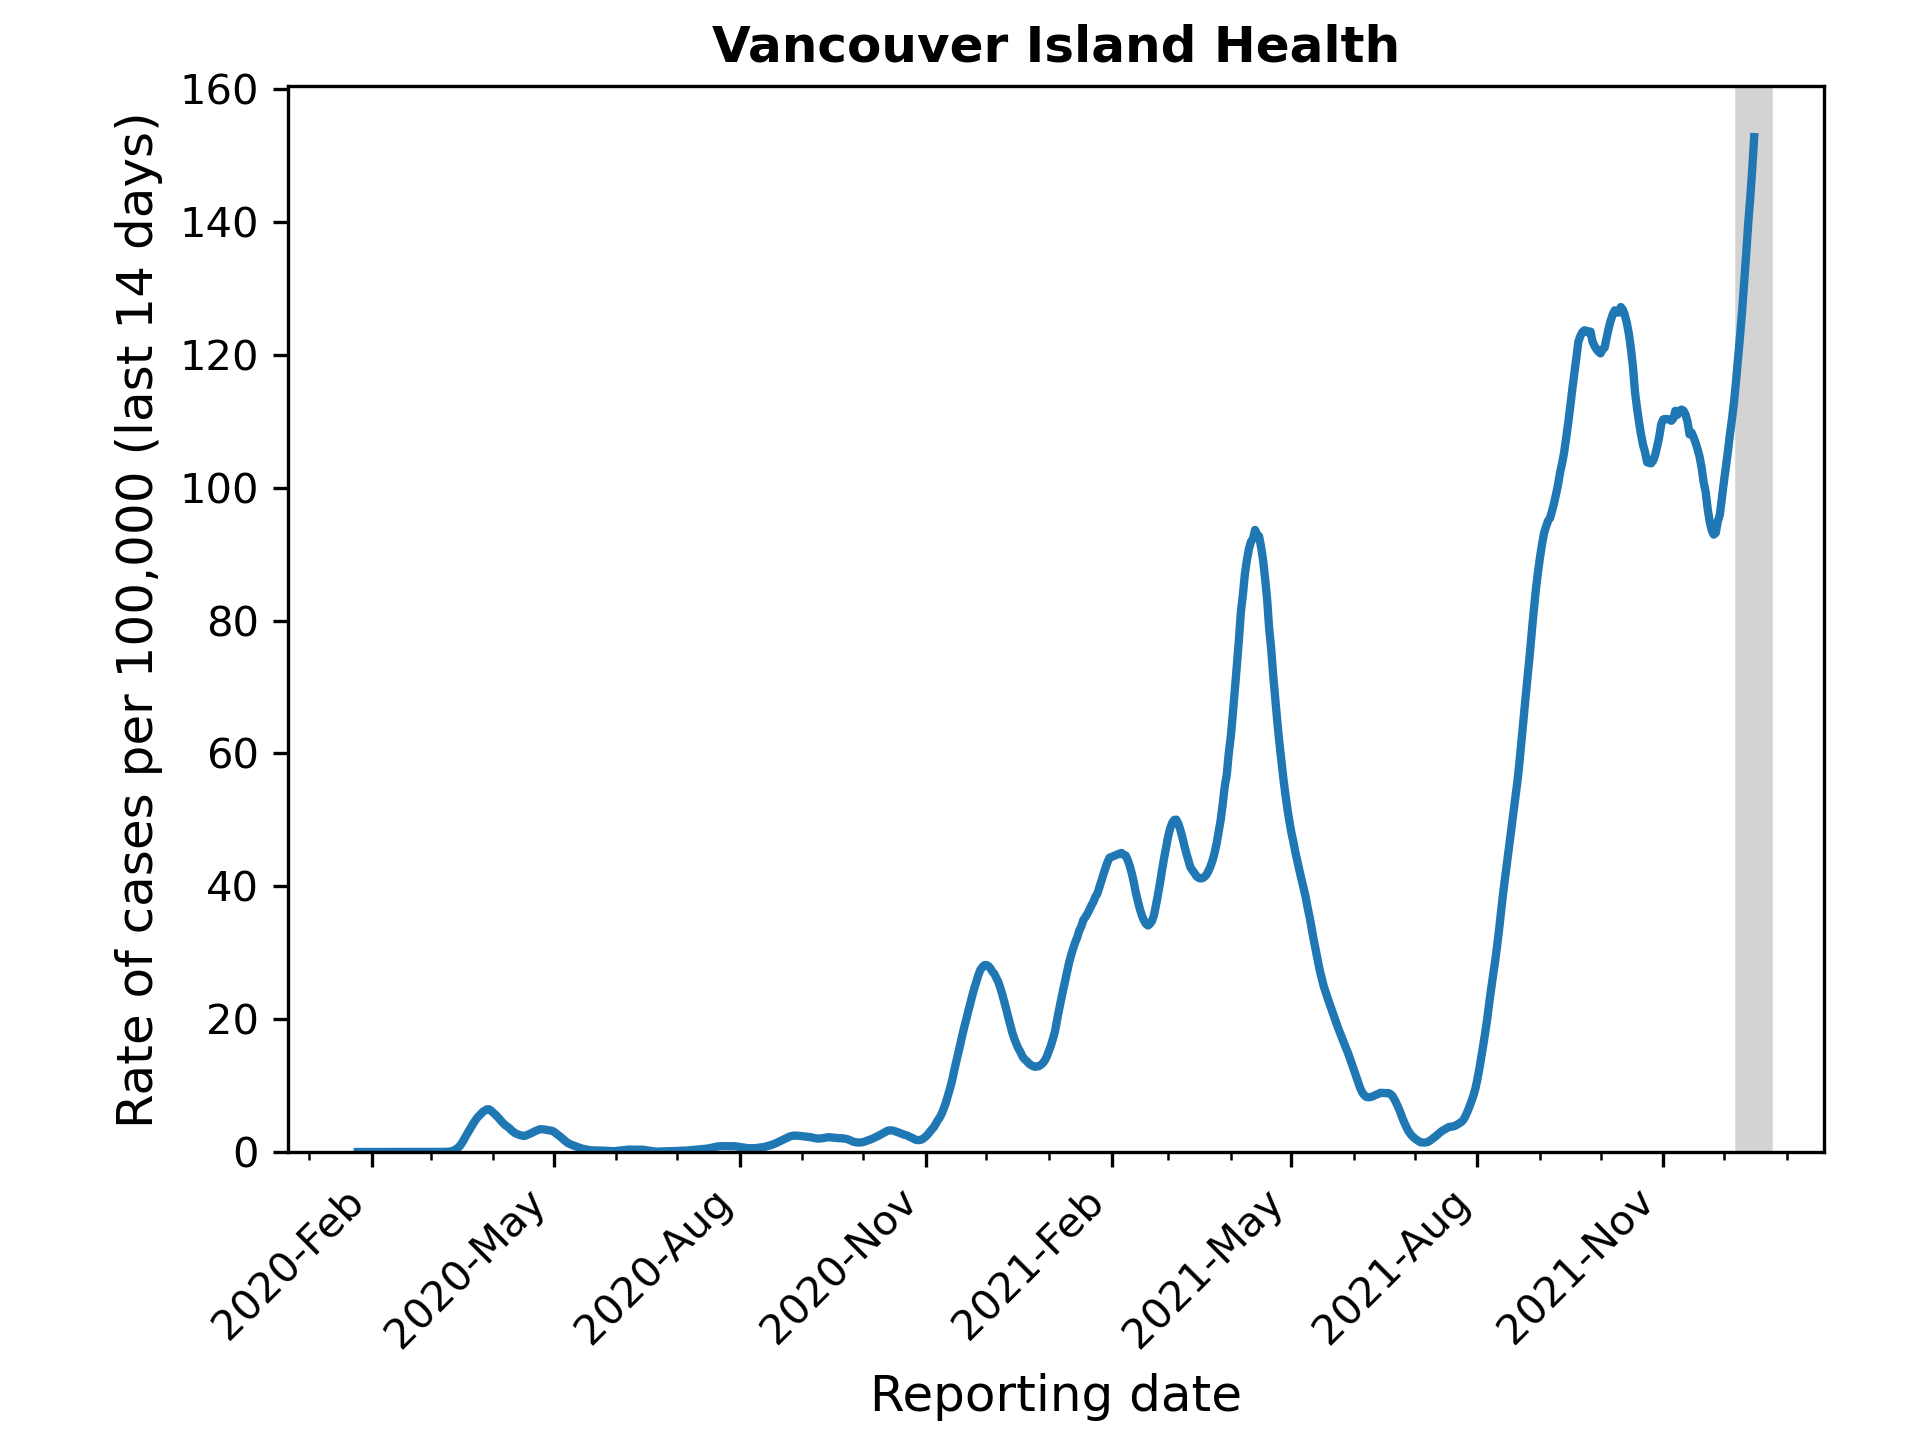 Vancouver Island Health
Rate of cases per 100,000 (last 14 days)
160
140
120
100
80
60
40
20
0
2020-Feb
2020-May
2020-Aug
2020-Nov
2021-Feb
2021-May
2021-Aug
2021-Nov
Reporting date